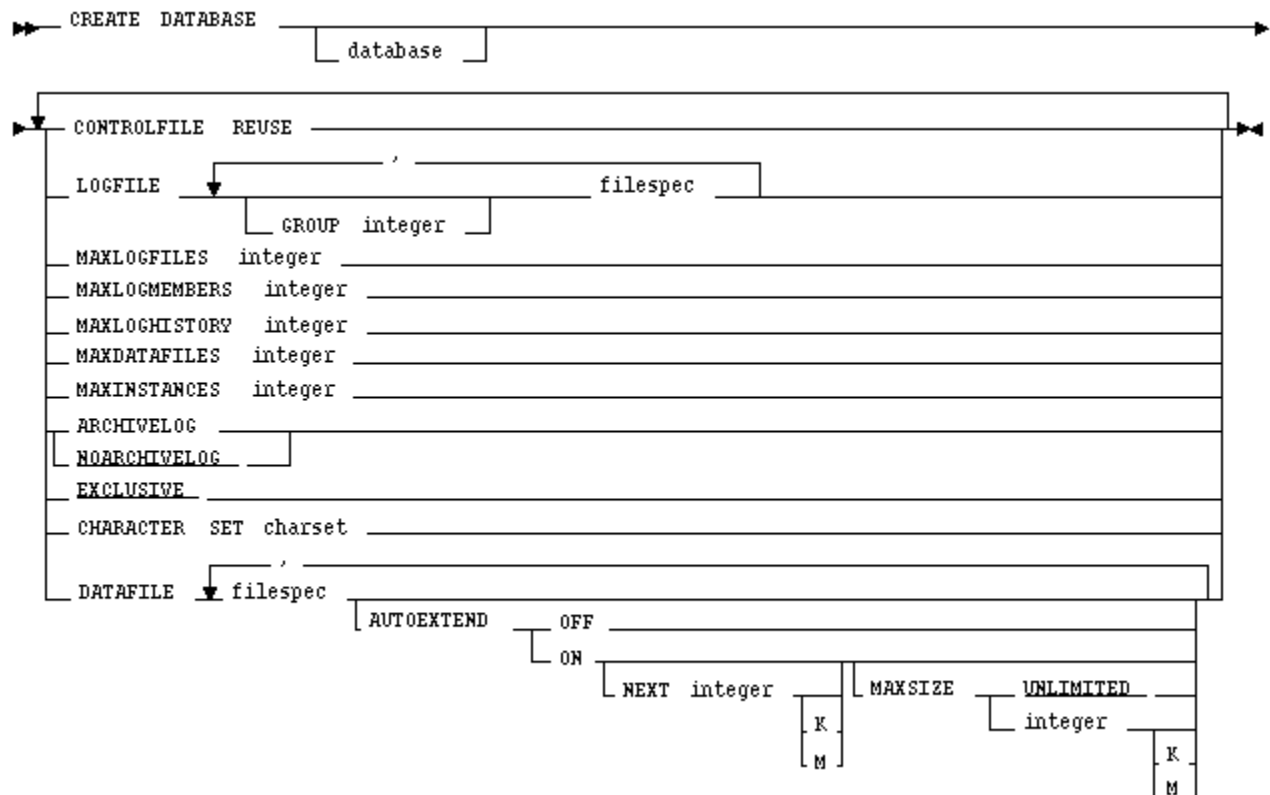 CREATE DATABASE
database
CONTROLFILE REUSE
,
LOGFILE filespec
GROUP integer
MAXLOGFILES integer
MAXLOGMEMBERS integer
MAXLOGHISTORY integer
MAXDATAFILES integer
MAXINSTANCES integer
ARCHIVELOG
NOARCHIVELOG
EXCLUSIVE
CHARACTER SET charset
,
DATAFILE filespec
AUTOEXTEND OFF
ON
NEXT integer MAXSIZE UNLIMITED
K integer
M K
M